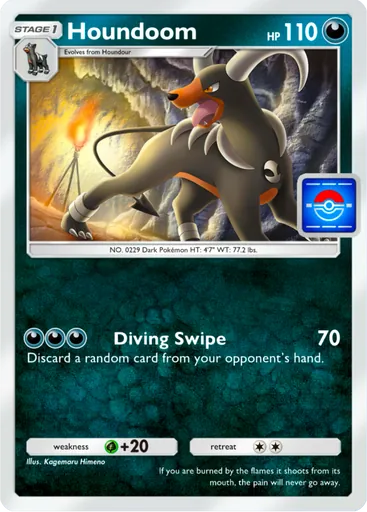 STAGE 1
Houndoom
HP 110
Evolves from Houndour
NO. 0229 Dark Pokémon HT: 4'7" WT: 77.2 lbs.
Diving Swipe 70
Discard a random card from your opponent's hand.
weakness +20 retreat
Illus. Kagemaru Himeno
If you are burned by the flames it shoots from its
mouth, the pain will never go away.